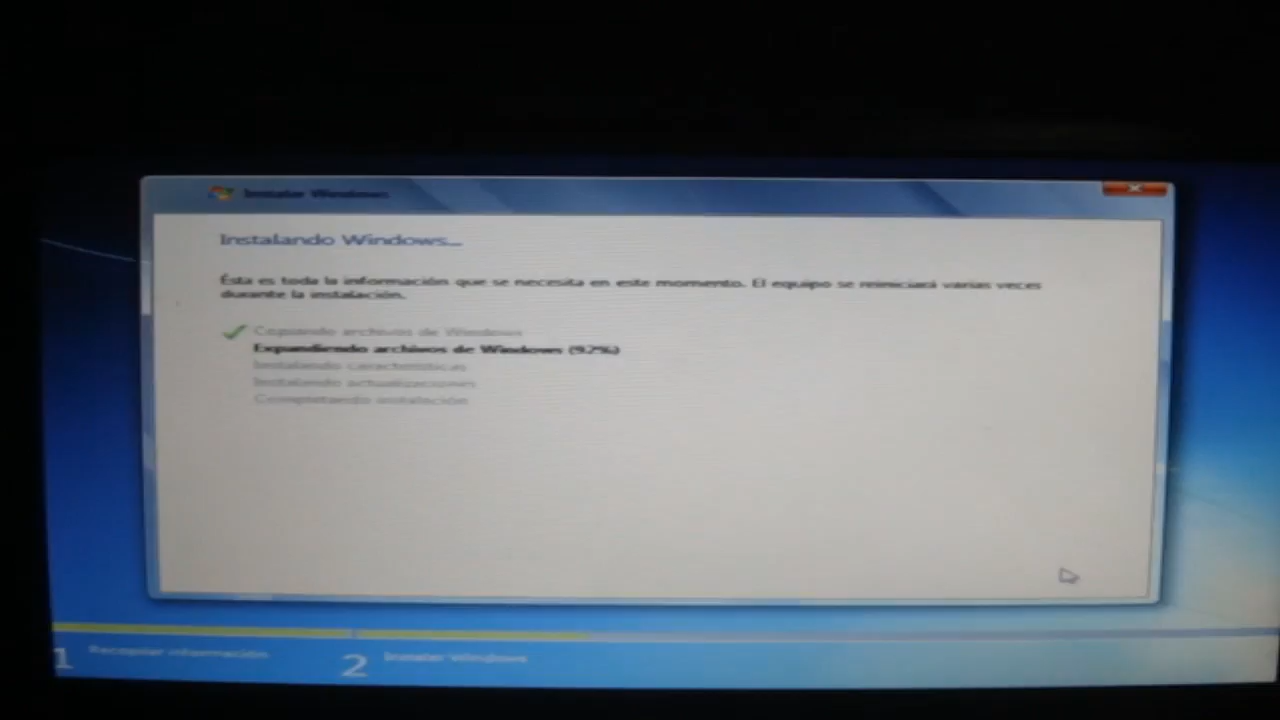 Instalar Windows
Instalando Windows...
Ésta es toda la información que se necesita en este momento. El equipo se reiniciará varias veces
durante la instalación.
Copiando archivos de Windows
Expandiendo archivos de Windows (92%)
Instalando características
Instalando actualizaciones
Completando instalación
1 Recopilar información
2 Instalar Windows